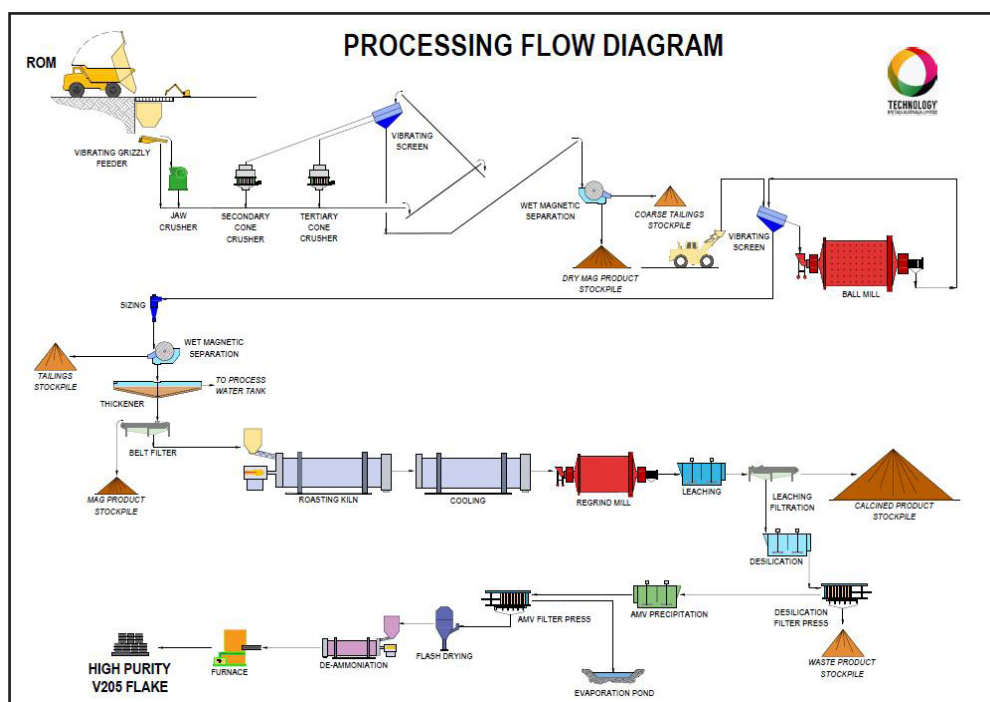 PROCESSING FLOW DIAGRAM
ROM
TECHNOLOGY
VIBRATING GRIZZLY
FEEDER
JAW
CRUSHER
SECONDARY
CONE
CRUSHER
TERTIARY
CONE
CRUSHER
VIBRATING
SCREEN
WET MAGNETIC
SEPARATION
COARSE TAILINGS
STOCKPILE
DRY MAG PRODUCT
STOCKPILE
VIBRATING
SCREEN
BALL MILL
SIZING
WET MAGNETIC
SEPARATION
TAILINGS
STOCKPILE
TO PROCESS
WATER TANK
THICKENER
BELT FILTER
MAG PRODUCT
STOCKPILE
ROASTING KILN
COOLING
REGRIND MILL
LEACHING
LEACHING
FILTRATION
CALCINED PRODUCT
STOCKPILE
DESILICATION
DESILICATION
FILTER PRESS
WASTE PRODUCT
STOCKPILE
AMV PRECIPITATION
AMV FILTER PRESS
EVAPORATION POND
FLASH DRYING
DE-AMMONIATION
FURNACE
HIGH PURITY
V205 FLAKE